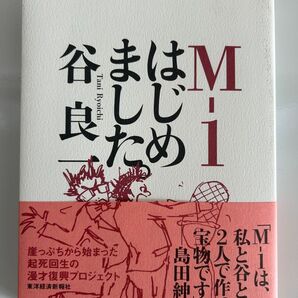 M-1
はじめ
ました。
谷良一
Tani Ryoichi
「M-1は、
私と谷と
2人で作
宝物です
島田紳
崖っぷちから始まった
起死回生の
漫才復興プロジェクト
東洋経済新報社